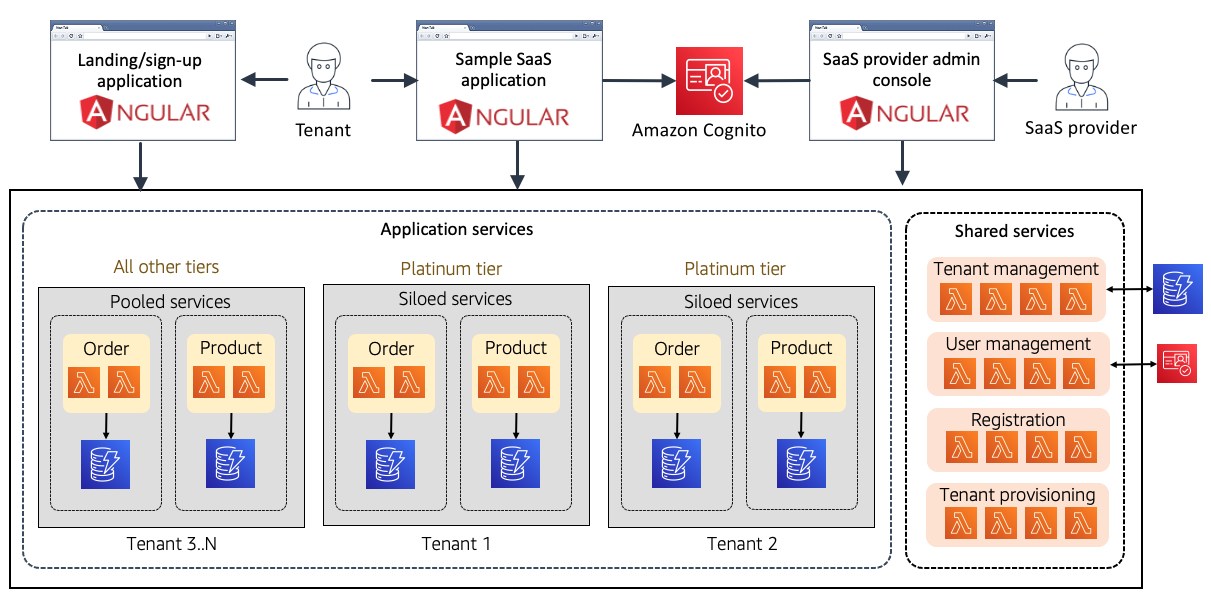 Landing/sign-up
application
ANGULAR
Tenant
Sample SaaS
application
ANGULAR
Amazon Cognito
SaaS provider admin
console
ANGULAR
SaaS provider
Application services
All other tiers
Pooled services
Order
Product
Tenant 3..N
Platinum tier
Siloed services
Order
Product
Tenant 1
Platinum tier
Siloed services
Order
Product
Tenant 2
Shared services
Tenant management
User management
Registration
Tenant provisioning